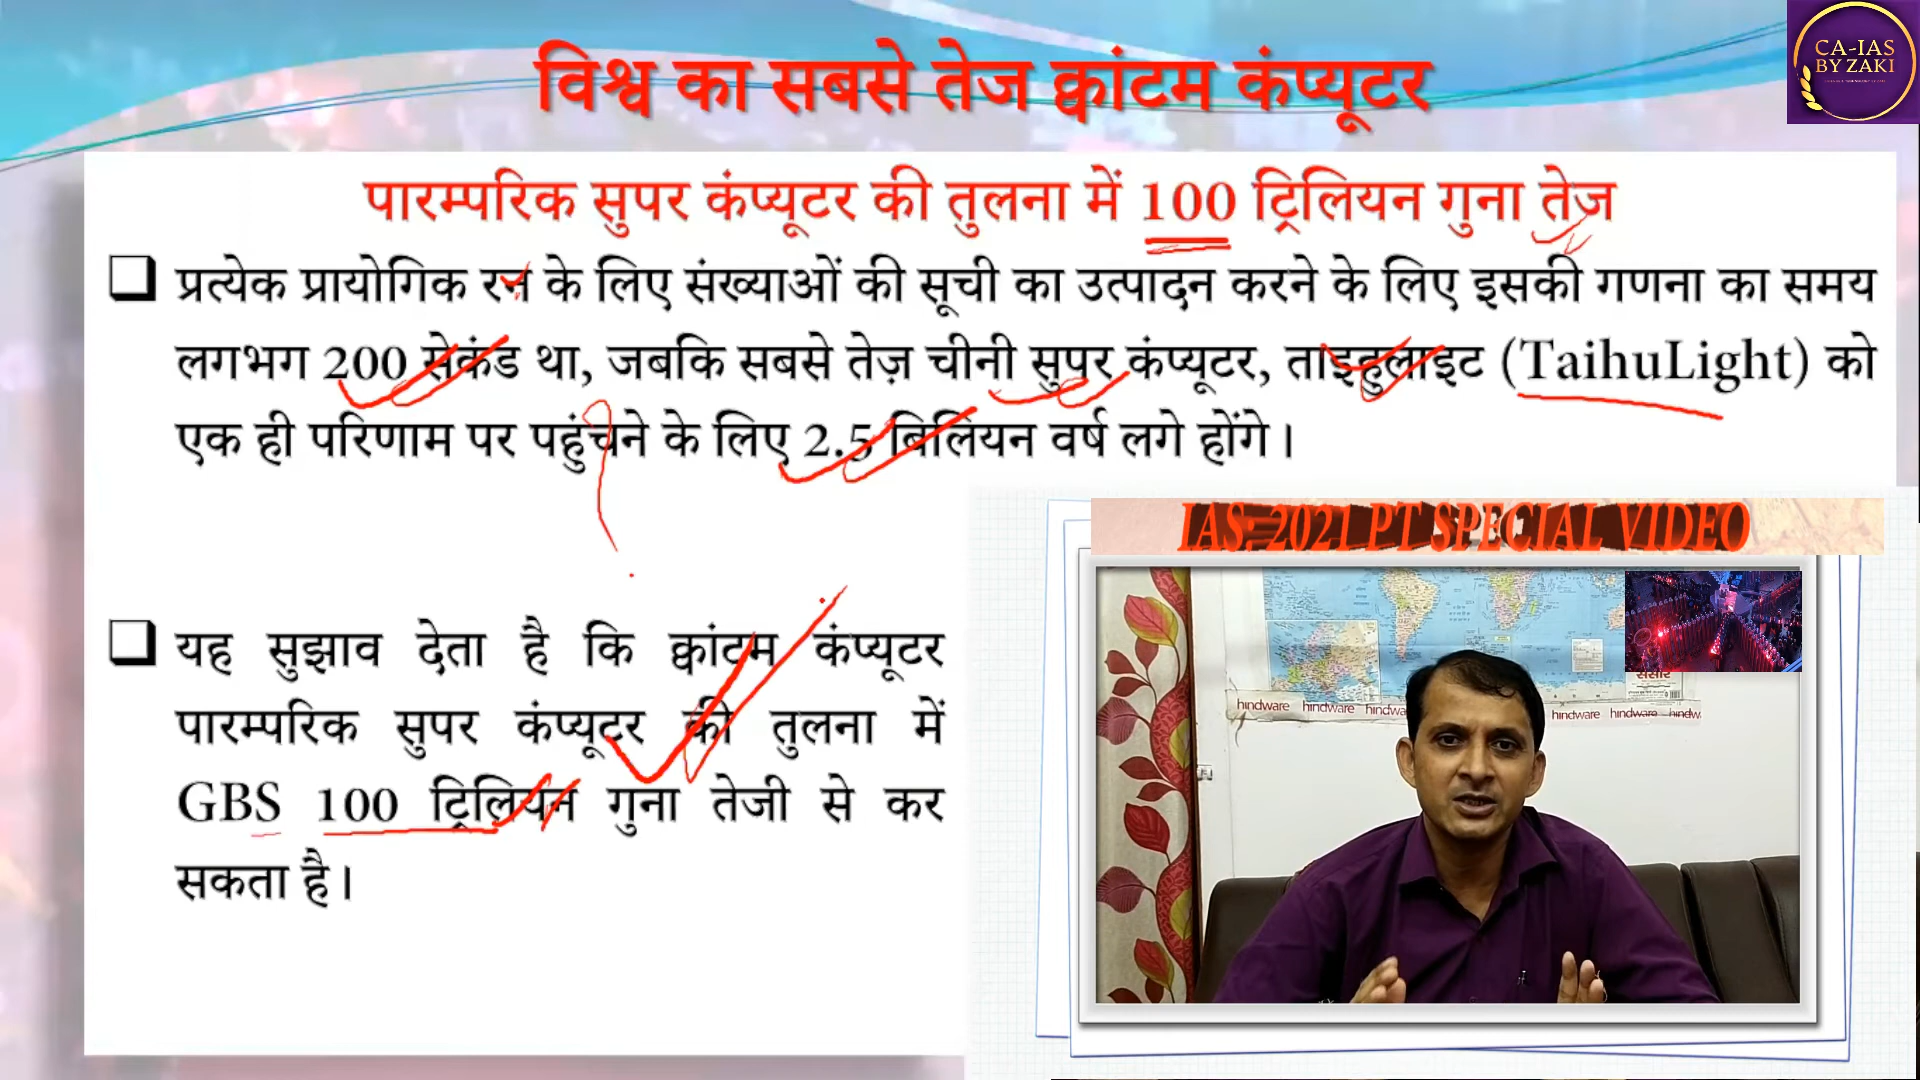 विश्व का सबसे तेज क्वांटम कंप्यूटर
CA-IAS
BY ZAKI
पारम्परिक सुपर कंप्यूटर की तुलना में 100 ट्रिलियन गुना तेज़
प्रत्येक प्रायोगिक रन के लिए संख्याओं की सूची का उत्पादन करने के लिए इसकी गणना का समय
लगभग 200 सेकंड था, जबकि सबसे तेज़ चीनी सुपर कंप्यूटर, ताइहुलाइट (TaihuLight) को
एक ही परिणाम पर पहुंचने के लिए 2.5 बिलियन वर्ष लगे होंगे।
यह सुझाव देता है कि क्वांटम कंप्यूटर
पारम्परिक सुपर कंप्यूटर की तुलना में
GBS 100 ट्रिलियन गुना तेजी से कर
सकता है।
IAS: 2021 PT SPECIAL VIDEO
संसार
hindware hindware hindwa hindware hindware hindw